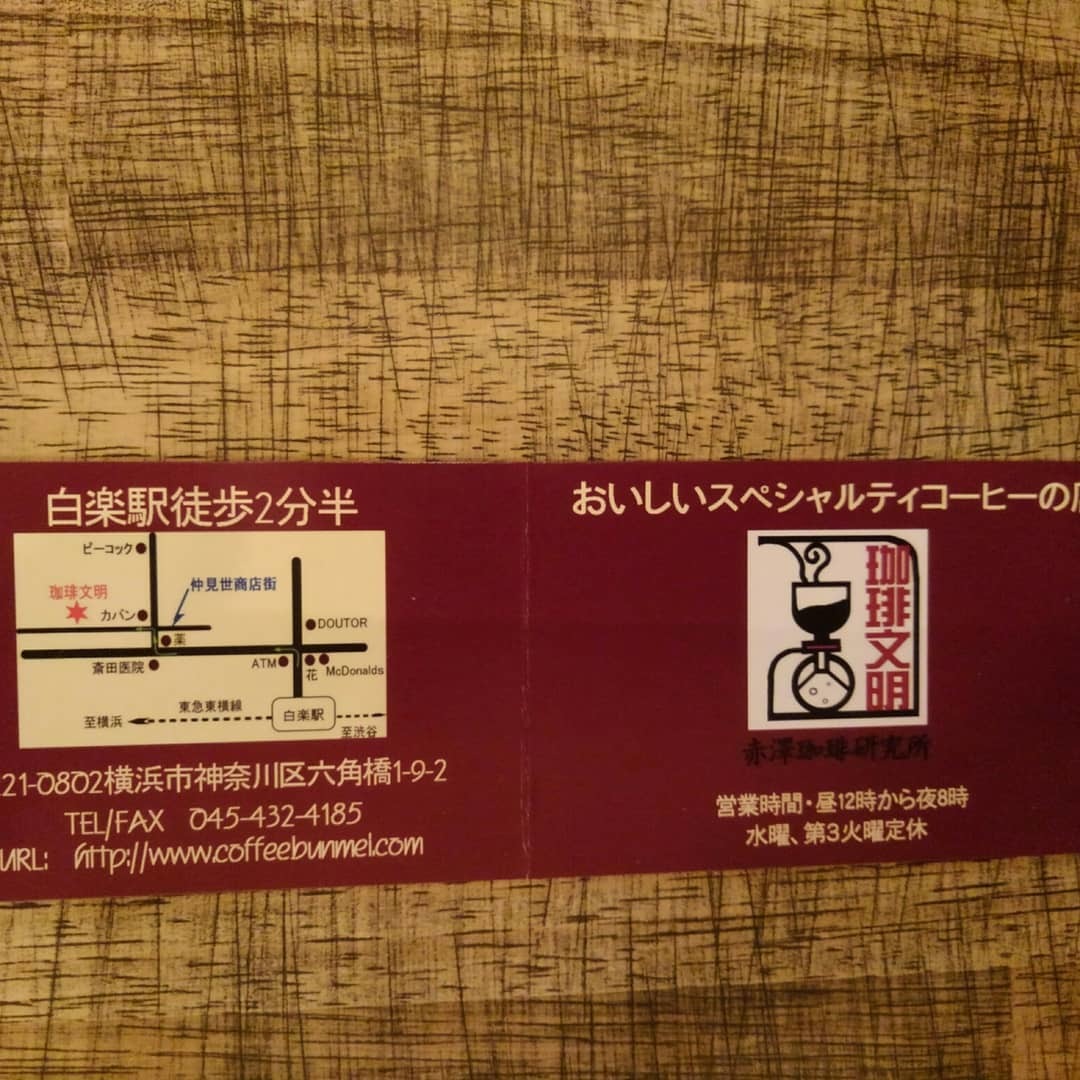 白楽駅徒歩2分半
ピーコック
珈琲文明
カバン
仲見世商店街
薬
DOUTOR
斎田医院
ATM
花
McDonalds
東急東横線
至横浜
白楽駅
至渋谷
21-0802横浜市神奈川区六角橋1-9-2
TEL/FAX 045-432-4185
URL: http://www.coffeebunmei.com
おいしいスペシャルティコーヒーの店
珈琲文明
赤澤珈琲研究所
営業時間・昼12時から夜8時
水曜、第3火曜定休